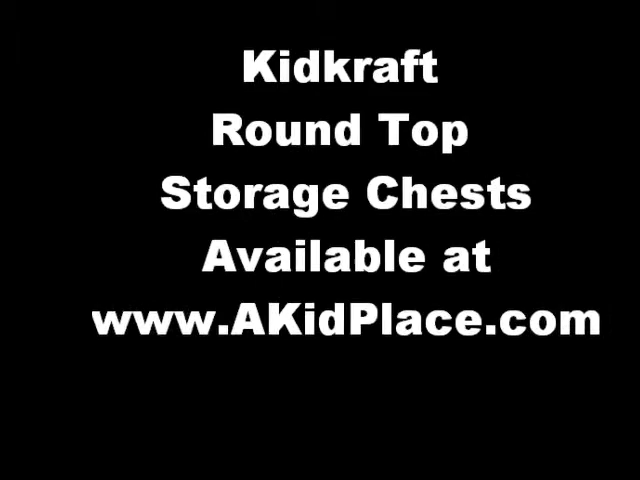 Kidkraft
Round Top
Storage Chests
Available at
www.AKidPlace.com